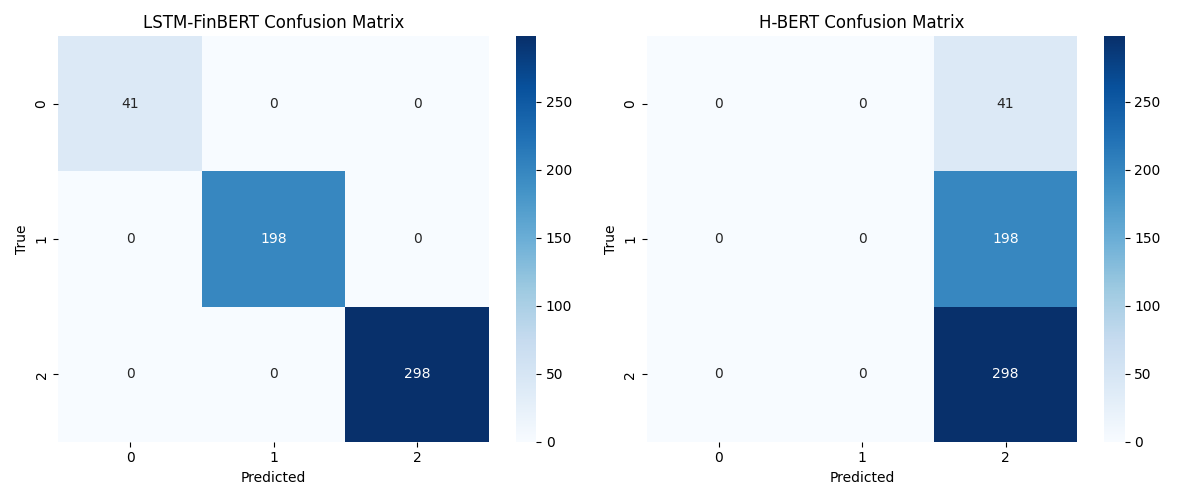 LSTM-FinBERT Confusion Matrix
True
0 41 0 0
1 0 198 0
2 0 0 298
0 1 2
Predicted
250
200
150
100
50
0
H-BERT Confusion Matrix
True
0 0 0 41
1 0 0 198
2 0 0 298
0 1 2
Predicted
250
200
150
100
50
0